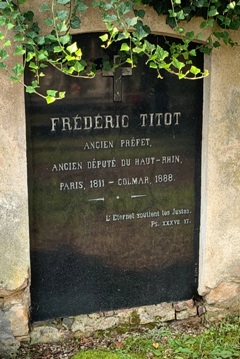 FRÉDÉRIC TITOT
ANCIEN PRÉFET,
ANCIEN DÉPUTÉ DU HAUT-RHIN,
PARIS, 1811 – COLMAR, 1888.
L'Eternel soutient les Justes.
Ps. XXXVII. 17.